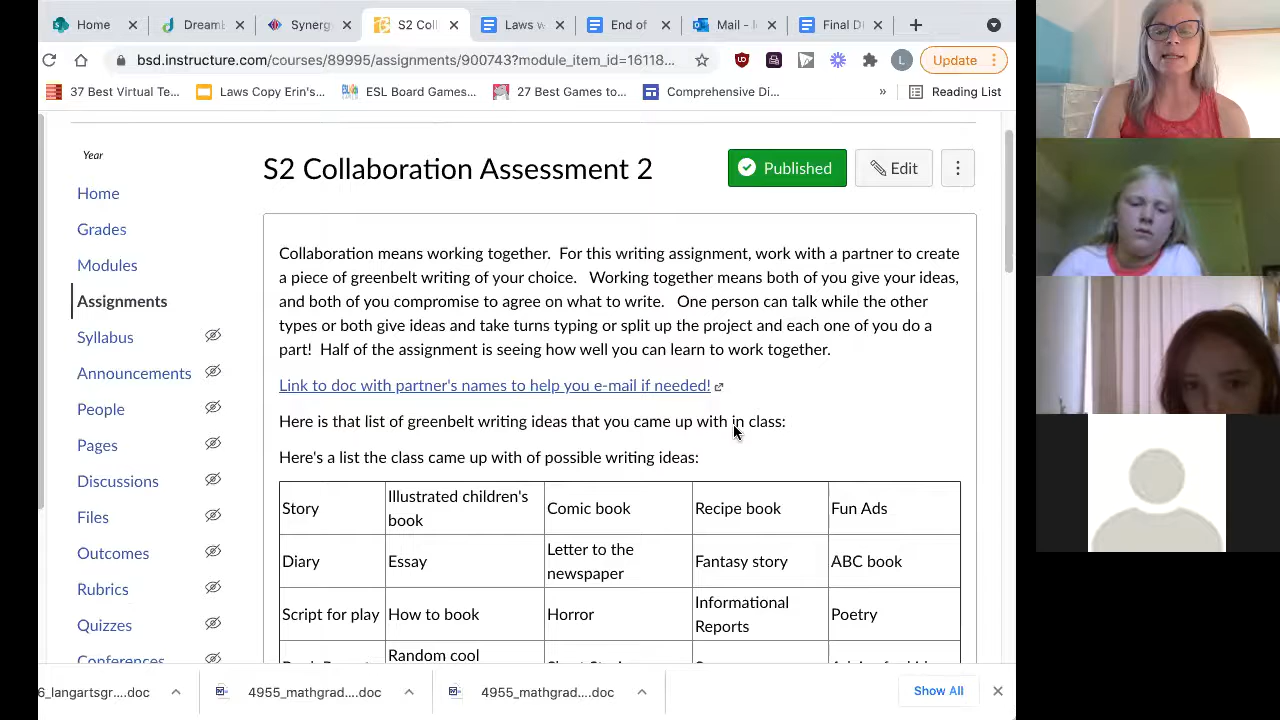 Home
Dream
Synerg
S2 Coll
Laws w
End of
Mail -
Final D
bsd.instructure.com/courses/89995/assignments/900743?module_item_id=16118...
L
Update
37 Best Virtual Te...
Laws Copy Erin's...
ESL Board Games...
27 Best Games to...
Comprehensive Di...
»
Reading List
Year
Home
Grades
Modules
Assignments
Syllabus
Announcements
People
Pages
Discussions
Files
Outcomes
Rubrics
Quizzes
Conferences
S2 Collaboration Assessment 2
Published
Edit
Collaboration means working together. For this writing assignment, work with a partner to create
a piece of greenbelt writing of your choice. Working together means both of you give your ideas,
and both of you compromise to agree on what to write. One person can talk while the other
types or both give ideas and take turns typing or split up the project and each one of you do a
part! Half of the assignment is seeing how well you can learn to work together.
Link to doc with partner's names to help you e-mail if needed!
Here is that list of greenbelt writing ideas that you came up with in class:
Here's a list the class came up with of possible writing ideas:
Story
Illustrated children's
book
Comic book
Recipe book
Fun Ads
Diary
Essay
Letter to the
newspaper
Fantasy story
ABC book
Script for play
How to book
Horror
Informational
Reports
Poetry
Random cool
6_langartsgr....doc
4955_mathgrad....doc
4955_mathgrad....doc
Show All